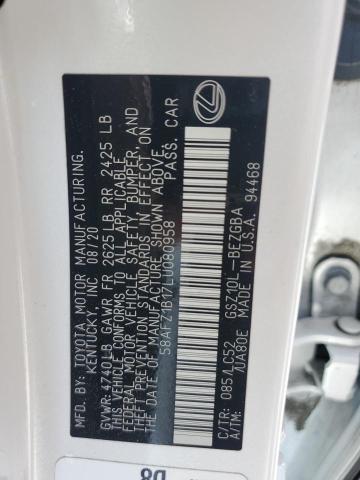 MFD. BY: TOYOTA MOTOR MANUFACTURING.
KENTUCKY, INC. 08/20
GVWR: 4740LB GAWR FR 2625LB RR 2425 LB
THIS VEHICLE CONFORMS TO ALL APPLICABLE
FEDERAL MOTOR VEHICLE SAFETY, BUMPER, AND
THEFT PREVENTION STANDARDS IN EFFECT ON
THE DATE OF MANUFACTURE SHOWN ABOVE.
58AFZ1B17LU080358 PASS. CAR
C/TR: 085/LC52 GSZ10L-BEZGBA
A/TM: /UA80E MADE IN U.S.A. 94468